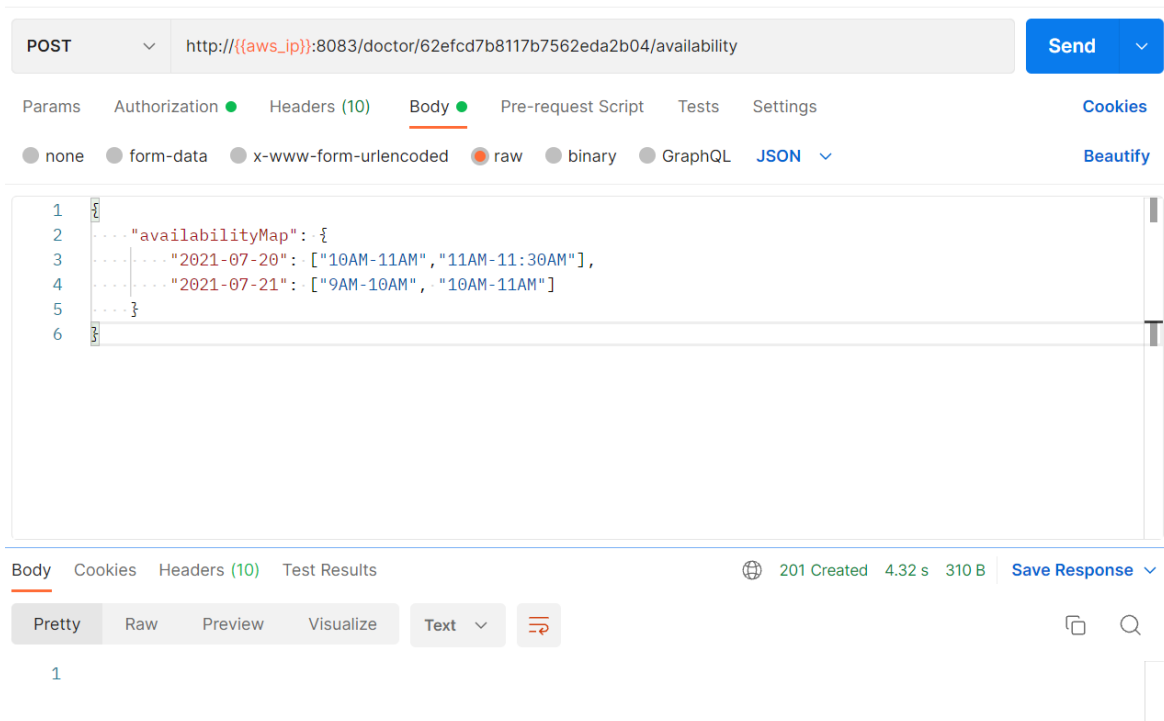 POST http://{{aws_ip}}:8083/doctor/62efcd7b8117b7562eda2b04/availability Send
Params Authorization Headers (10) Body Pre-request Script Tests Settings Cookies
none form-data x-www-form-urlencoded raw binary GraphQL JSON Beautify
1 {
2 "availabilityMap": {
3 "2021-07-20": ["10AM-11AM","11AM-11:30AM"],
4 "2021-07-21": ["9AM-10AM", "10AM-11AM"]
5 }
6 }
Body Cookies Headers (10) Test Results 201 Created 4.32 s 310 B Save Response
Pretty Raw Preview Visualize Text
1